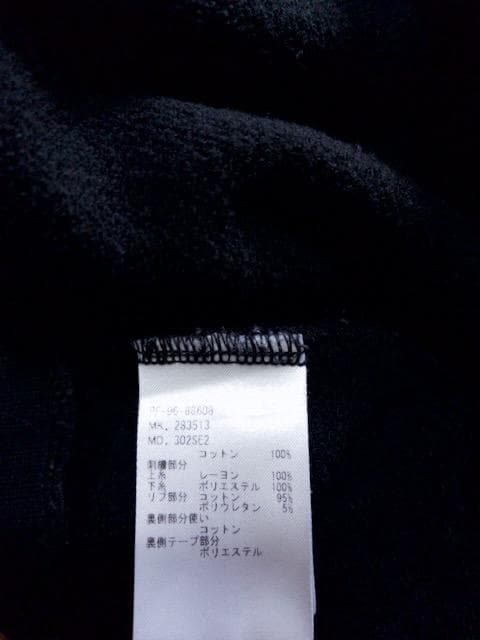 PF-96-88608
MK. 283513
MD. 302SE2
コットン 100%
刺繍部分
上糸 レーヨン 100%
下糸 ポリエステル 100%
リブ部分 コットン 95%
ポリウレタン 5%
裏側部分使い
コットン
裏側テープ部分
ポリエステル